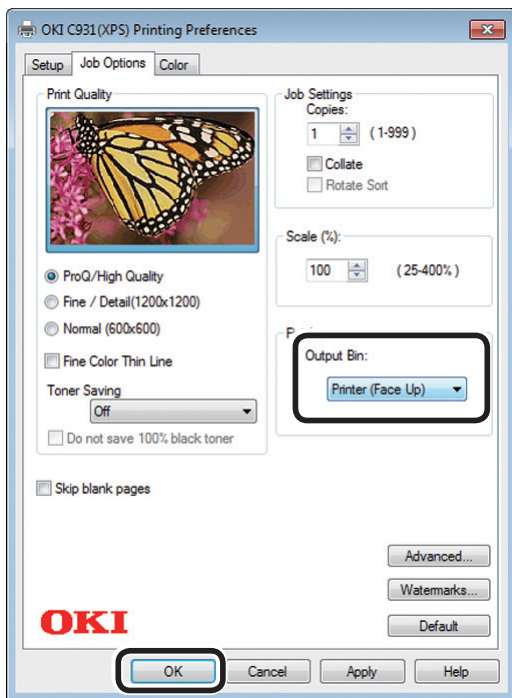 OKI C931(XPS) Printing Preferences
Setup
Job Options
Color
Print Quality
ProQ/High Quality
Fine / Detail(1200x1200)
Normal (600x600)
Fine Color Thin Line
Toner Saving
Off
Do not save 100% black toner
Skip blank pages
Job Settings
Copies:
1
(1-999)
Collate
Rotate Sort
Scale (%):
100
(25-400%)
Output Bin:
Printer (Face Up)
Advanced...
Watermarks...
Default
OKI
OK
Cancel
Apply
Help